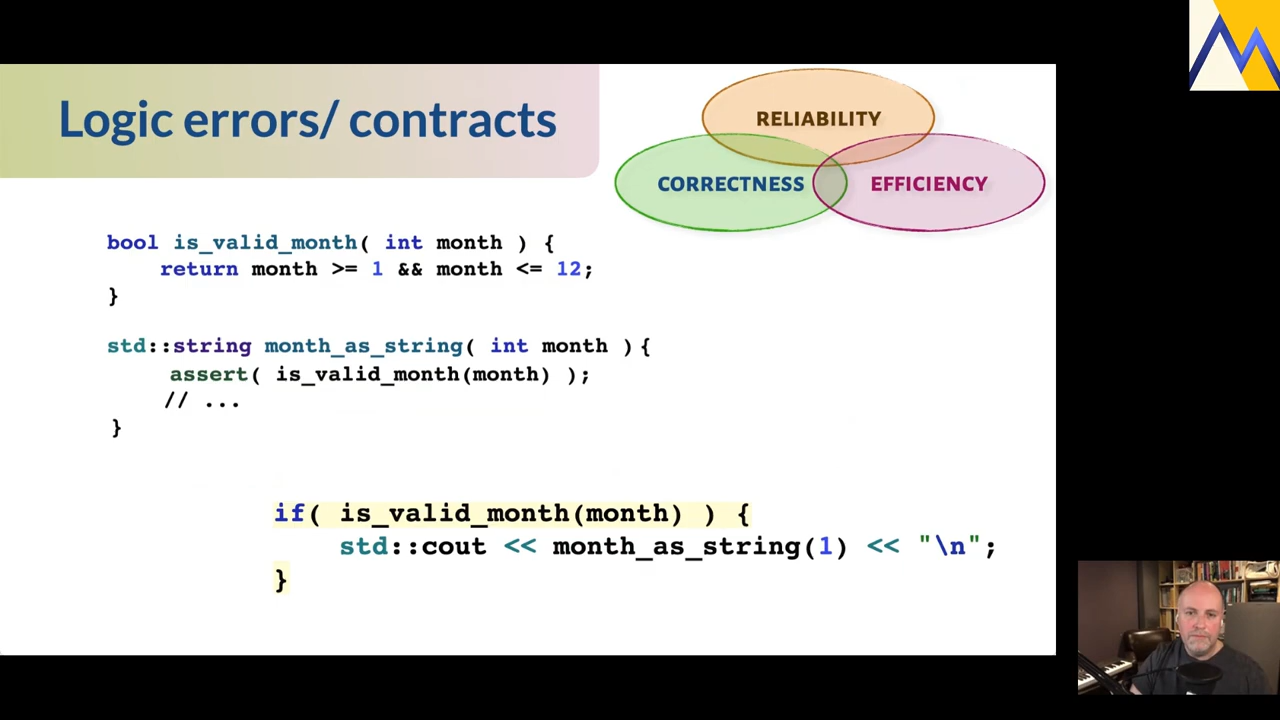 Logic errors/ contracts
RELIABILITY
CORRECTNESS
EFFICIENCY
bool is_valid_month( int month ) {
return month >= 1 && month <= 12;
}
std::string month_as_string( int month ){
assert( is_valid_month(month) );
// ...
}
if( is_valid_month(month) ) {
std::cout << month_as_string(1) << "\n";
}